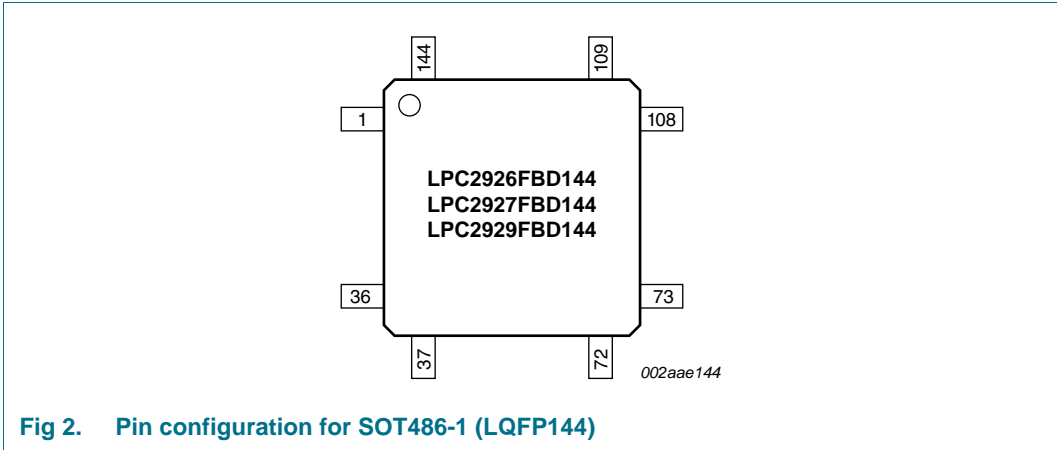 144
109
1
108
LPC2926FBD144
LPC2927FBD144
LPC2929FBD144
36
73
37
72
002aae144
Fig 2. Pin configuration for SOT486-1 (LQFP144)